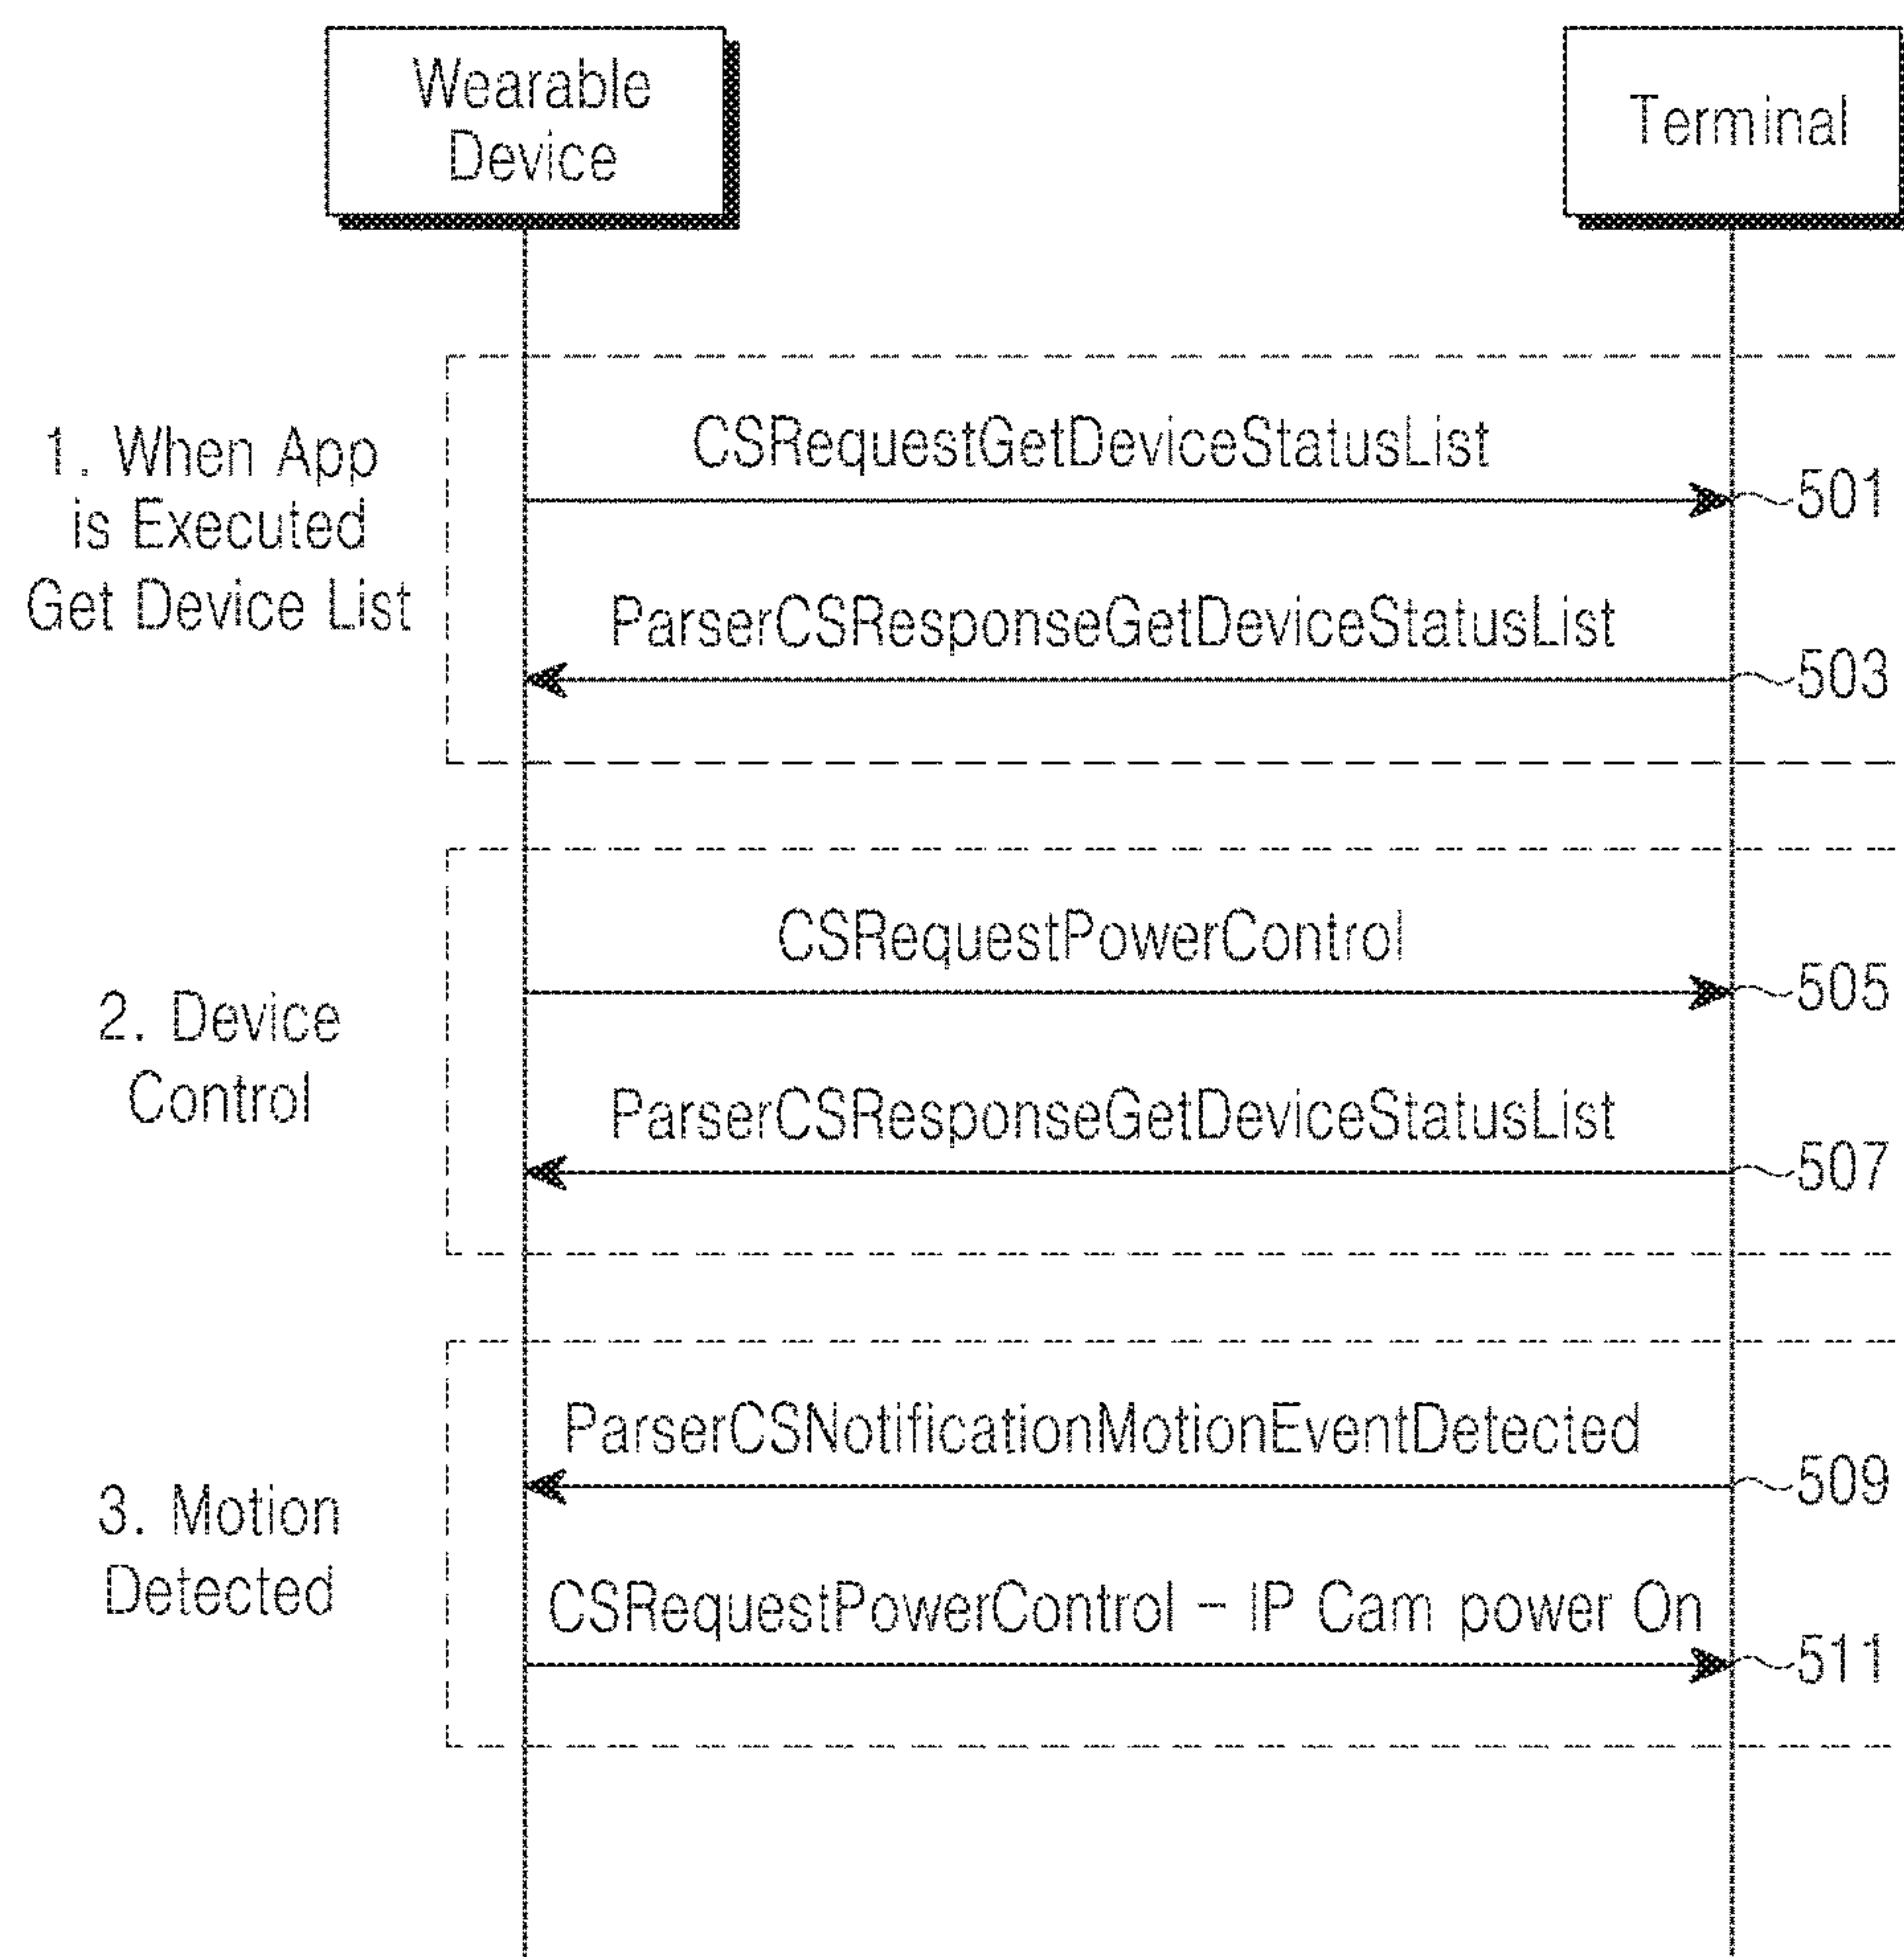 Wearable
Device
Terminal
1. When App
is Executed
Get Device List
CSRequestGetDeviceStatusList
501
ParserCSResponseGetDeviceStatusList
503
2. Device
Control
CSRequestPowerControl
505
ParserCSResponseGetDeviceStatusList
507
3. Motion
Detected
ParserCSNotificationMotionEventDetected
509
CSRequestPowerControl - IP Cam power On
511